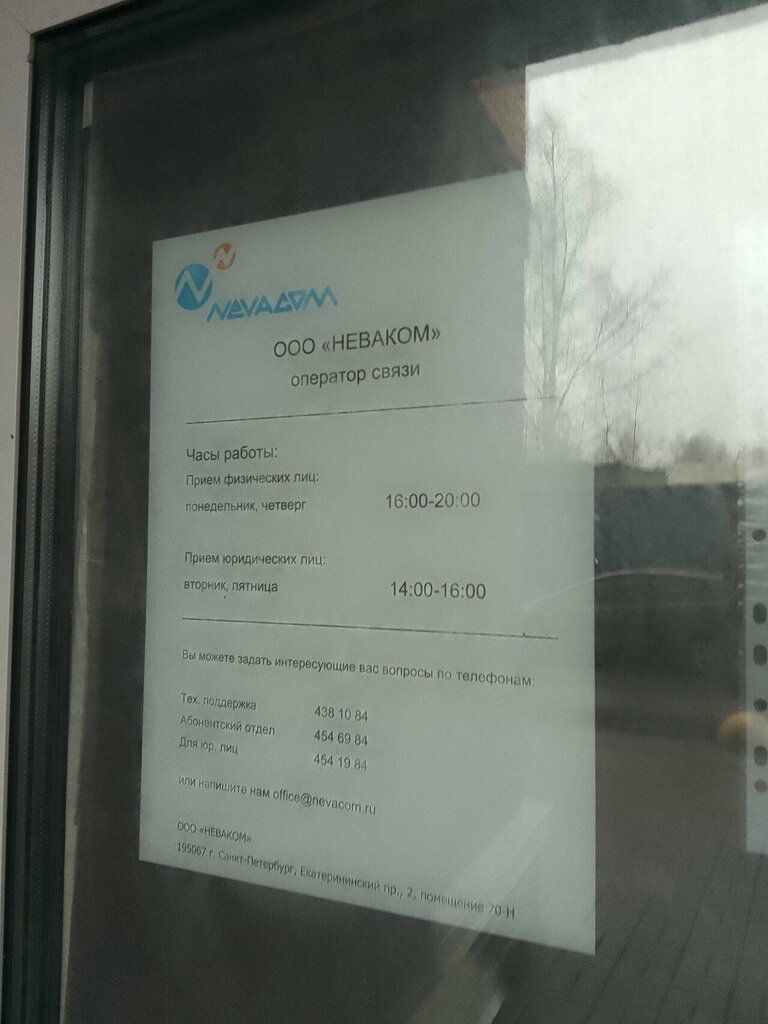 NEVACOM
ООО «НЕВАКОМ»
оператор связи
Часы работы:
Прием физических лиц:
понедельник, четверг 16:00-20:00
Прием юридических лиц:
вторник, пятница 14:00-16:00
Вы можете задать интересующие вас вопросы по телефонам:
Тех. поддержка 438 10 84
Абонентский отдел 454 69 84
Для юр. лиц 454 19 84
или напишите нам office@nevacom.ru
ООО «НЕВАКОМ»
195067 г. Санкт-Петербург, Екатерининский пр., 2, помещение 70-Н